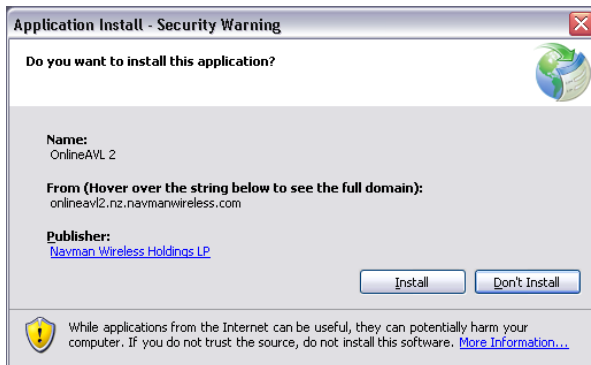 Application Install - Security Warning
Do you want to install this application?
Name:
OnlineAVL 2
From (Hover over the string below to see the full domain):
onlineavl2.nz.navmanwireless.com
Publisher:
Navman Wireless Holdings LP
Install
Don't Install
While applications from the Internet can be useful, they can potentially harm your
computer. If you do not trust the source, do not install this software. More Information...